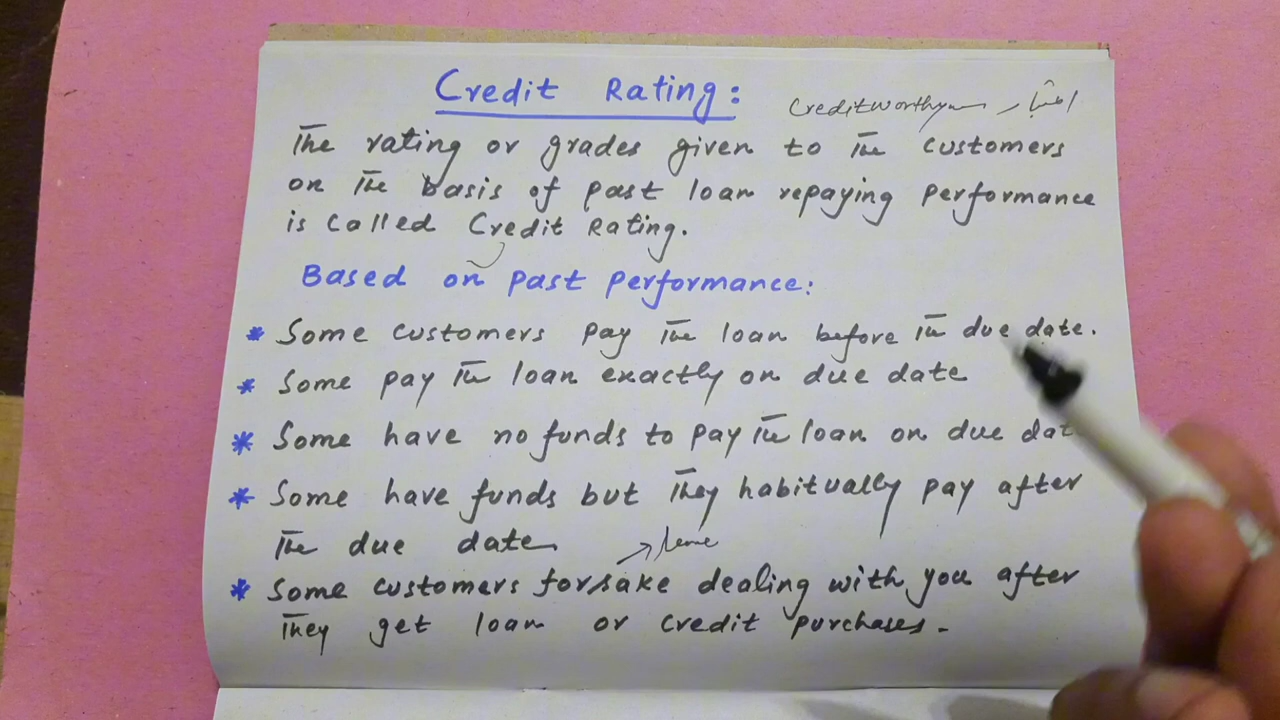 Credit Rating:
Creditworthyness اعتبار
The rating or grades given to the customers
on the basis of past loan repaying performance
is called Credit Rating.
Based on past performance:
* Some customers pay the loan before the due date.
* Some pay the loan exactly on due date
* Some have no funds to pay the loan on due dat
* Some have funds but they habitually pay after
the due date
leave
* Some customers forsake dealing with you after
they get loan or credit purchases.